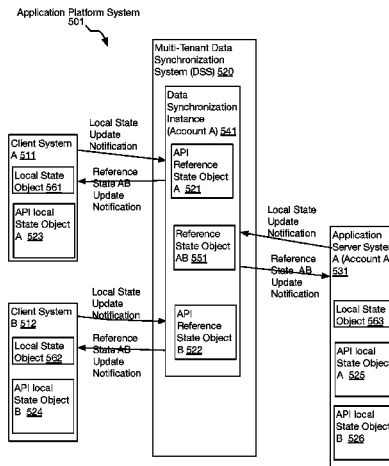 Application Platform System
501
Multi-Tenant Data
Synchronization
System (DSS) 520
Data
Synchronization
Instance
(Account A) 541
API
Reference
State Object
A 521
Reference
State Object
AB 551
API
Reference
State Object
B 522
Local State
Update
Notification
Client System
A 511
Local State
Object 561
API local
State Object
A 523
Reference
State AB
Update
Notification
Local State
Update
Notification
Client System
B 512
Local State
Object 562
API local
State Object
B 524
Reference
State AB
Update
Notification
Local State
Update
Notification
Reference
State AB
Update
Notification
Application
Server System
A (Account A)
531
Local State
Object 563
API local
State Object
A 525
API local
State Object
B 526